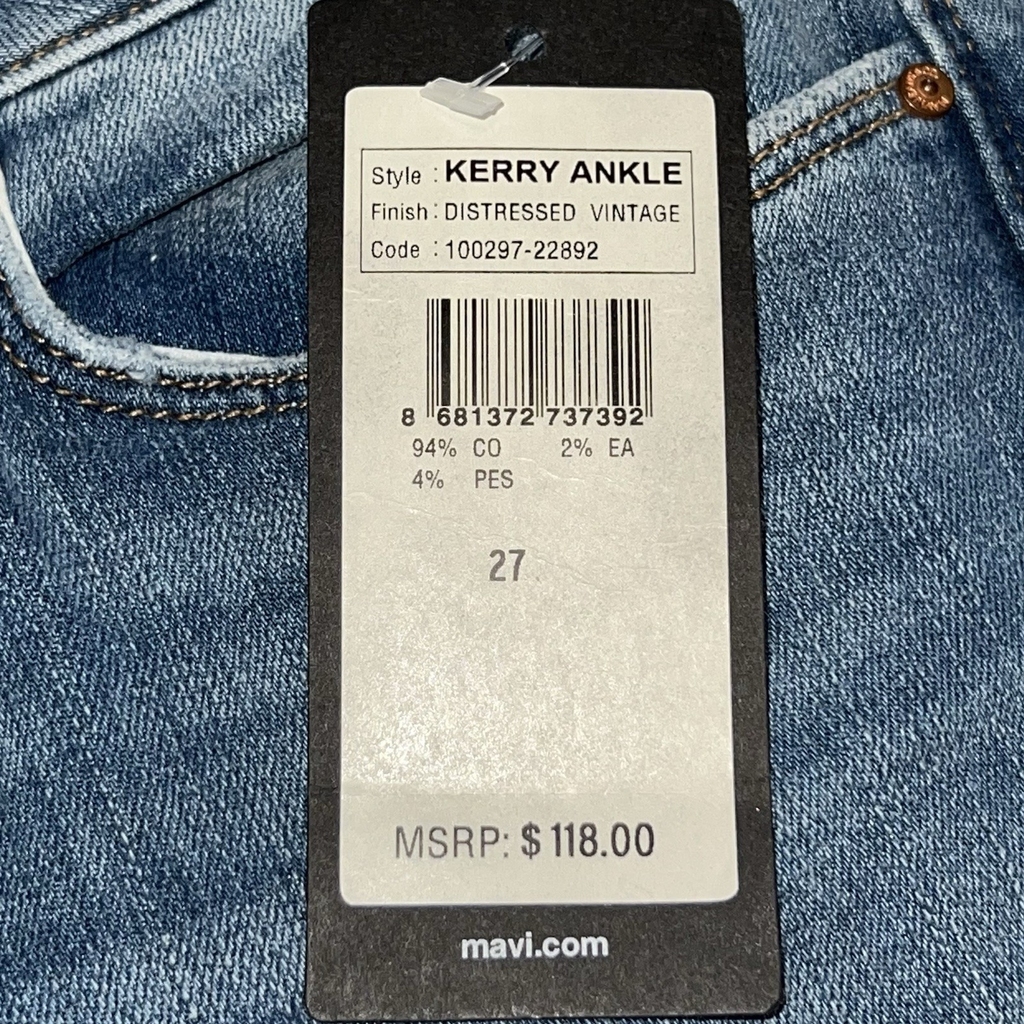 Style : KERRY ANKLE
Finish : DISTRESSED VINTAGE
Code : 100297-22892
8 681372 737392
94% CO 2% EA
4% PES
27
MSRP: $118.00
mavi.com